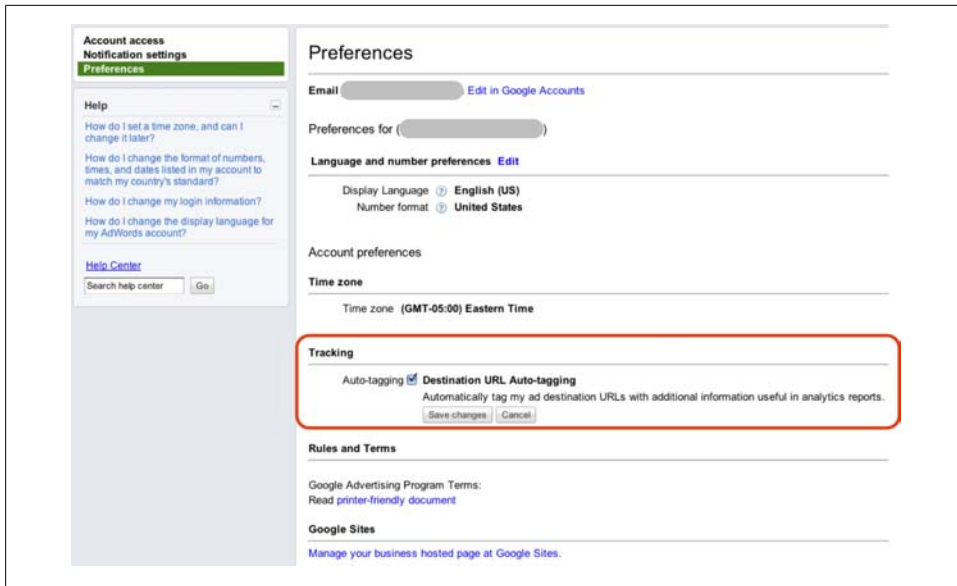 Account access
Notification settings
Preferences
Help
How do I set a time zone, and can I
change it later?
How do I change the format of numbers,
times, and dates listed in my account to
match my country's standard?
How do I change my login information?
How do I change the display language for
my AdWords account?
Help Center
Search help center Go
Preferences
Email Edit in Google Accounts
Preferences for ( )
Language and number preferences Edit
Display Language ? English (US)
Number format ? United States
Account preferences
Time zone
Time zone (GMT-05:00) Eastern Time
Tracking
Auto-tagging Destination URL Auto-tagging
Automatically tag my ad destination URLs with additional information useful in analytics reports.
Save changes Cancel
Rules and Terms
Google Advertising Program Terms:
Read printer-friendly document
Google Sites
Manage your business hosted page at Google Sites.